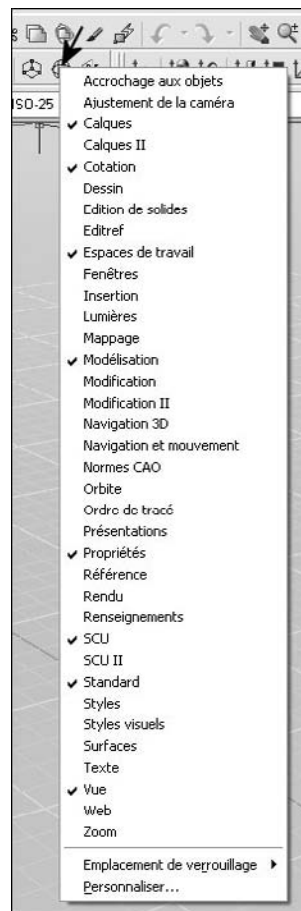 ISO-25
Accrochage aux objets
Ajustement de la caméra
Calques
Calques II
Cotation
Dessin
Edition de solides
Editref
Espaces de travail
Fenêtres
Insertion
Lumières
Mappage
Modélisation
Modification
Modification II
Navigation 3D
Navigation et mouvement
Normes CAO
Orbite
Ordre de tracé
Présentations
Propriétés
Référence
Rendu
Renseignements
SCU
SCU II
Standard
Styles
Styles visuels
Surfaces
Texte
Vue
Web
Zoom
Emplacement de verrouillage
Personnaliser...